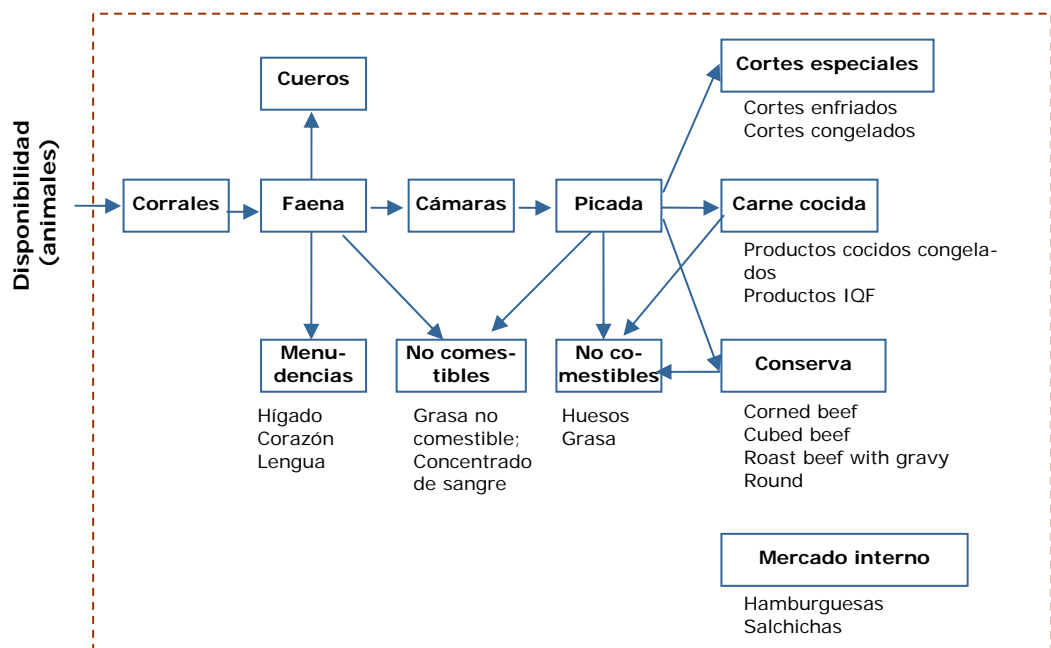 Disponibilidad
(animales)
Cueros
Cortes especiales
Cortes enfriados
Cortes congelados
Corrales
Faena
Cámaras
Picada
Carne cocida
Productos cocidos congela-
dos
Productos IQF
Menu-
dencias
Hígado
Corazón
Lengua
No comes-
tibles
Grasa no
comestible;
Concentrado
de sangre
No co-
mestibles
Huesos
Grasa
Conserva
Corned beef
Cubed beef
Roast beef with gravy
Round
Mercado interno
Hamburguesas
Salchichas